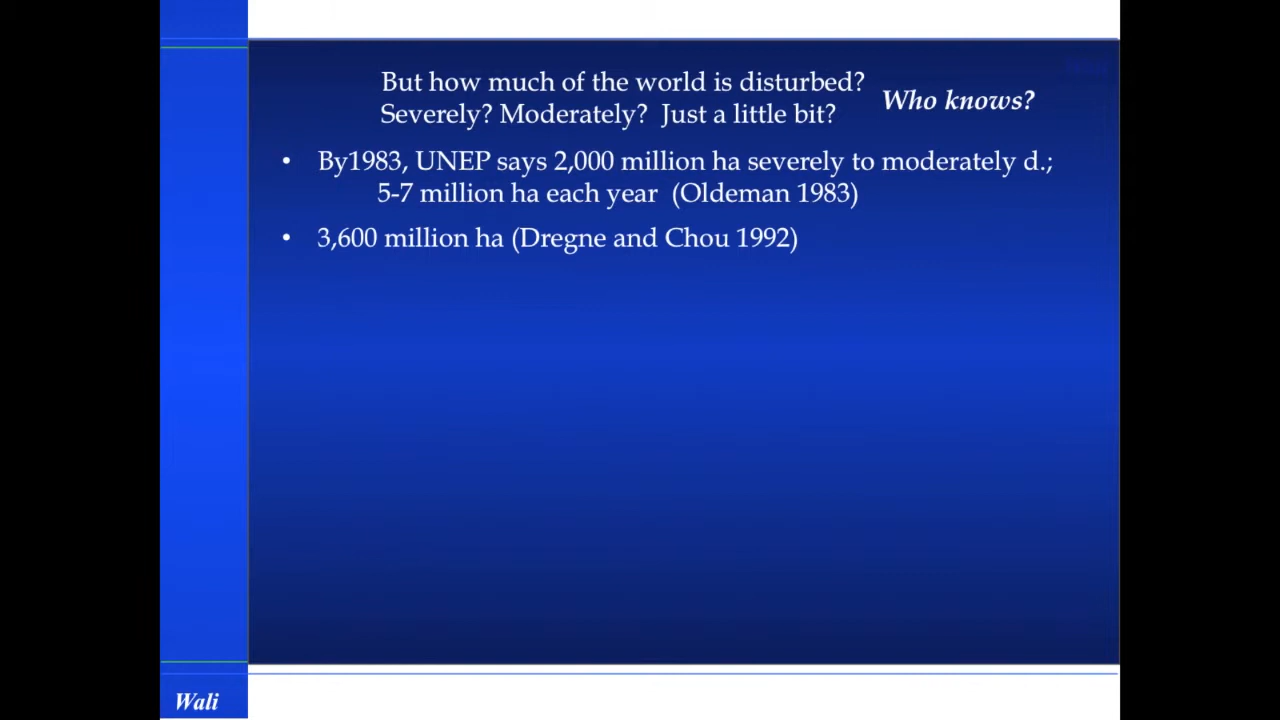 But how much of the world is disturbed?
Severely? Moderately? Just a little bit?
Who knows?
• By1983, UNEP says 2,000 million ha severely to moderately d.;
5-7 million ha each year (Oldeman 1983)
• 3,600 million ha (Dregne and Chou 1992)
Wali